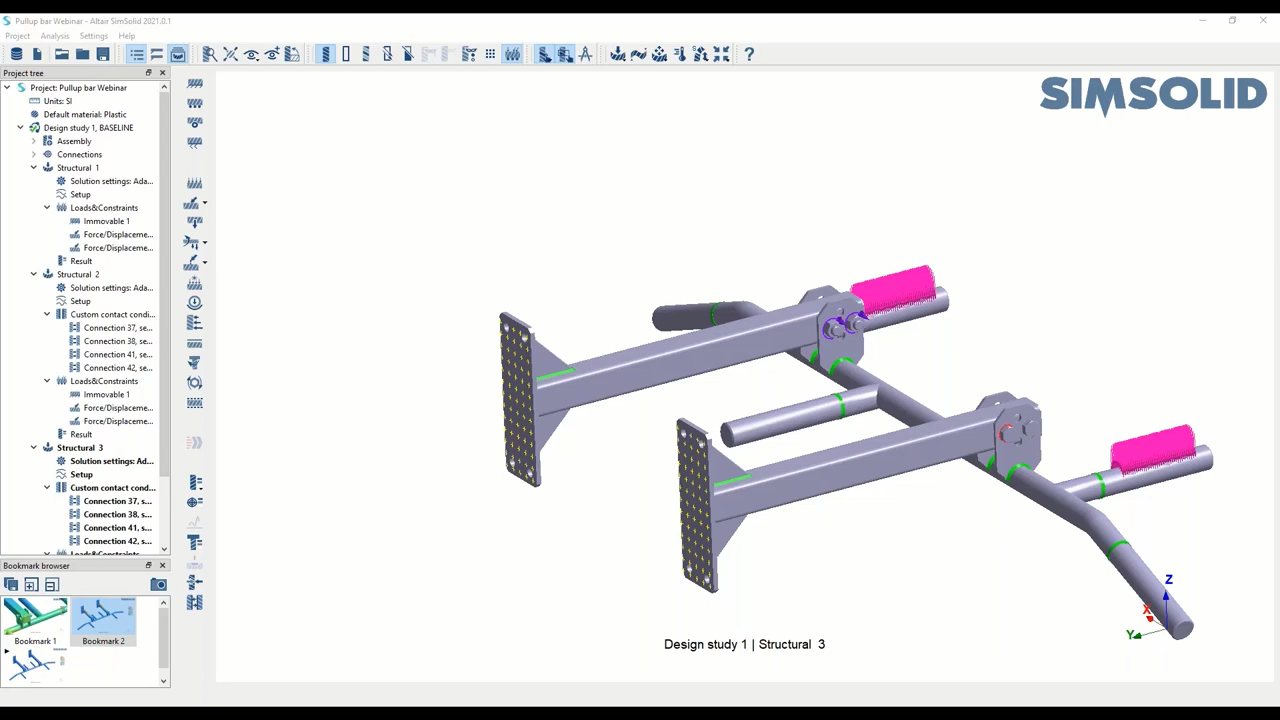 Pullup bar Webinar - Altair SimSolid 2021.0.1
Project Analysis Settings Help
Project tree
SIMSOLID
Project: Pullup bar Webinar
Units: SI
Default material: Plastic
Design study 1, BASELINE
Assembly
Connections
Structural 1
Solution settings: Ada...
Setup
Loads&Constraints
Immovable 1
Force/Displaceme...
Force/Displaceme...
Result
Structural 2
Solution settings: Ada...
Setup
Custom contact condi...
Connection 37, se...
Connection 38, se...
Connection 41, se...
Connection 42, se...
Loads&Constraints
Immovable 1
Force/Displaceme...
Force/Displaceme...
Result
Structural 3
Solution settings: Ad...
Setup
Custom contact cond...
Connection 37, s...
Connection 38, s...
Connection 41, s...
Connection 42, s...
Loads&Constraints
Bookmark browser
Bookmark 1 Bookmark 2
Z
X
Y
Design study 1 | Structural 3